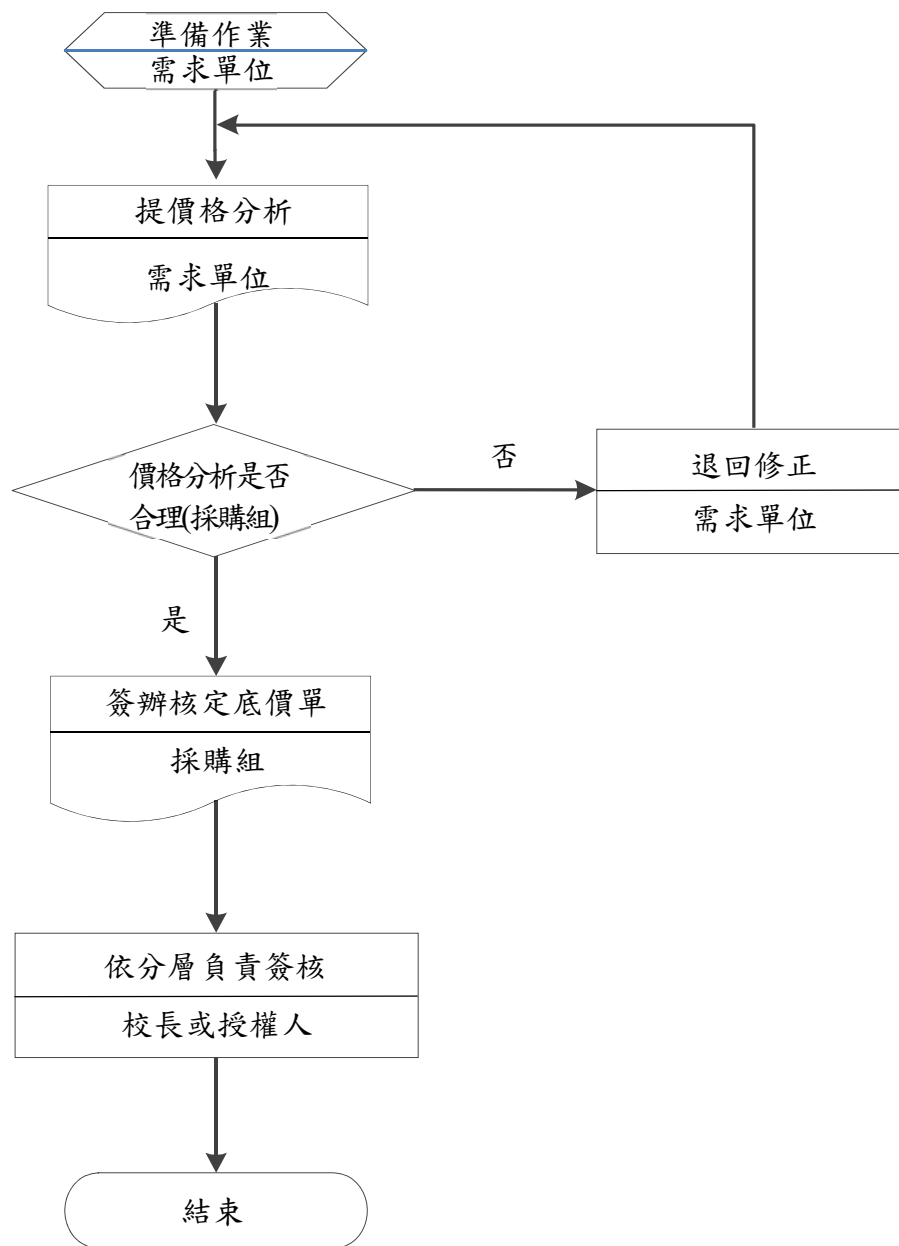 準備作業
需求單位
提價格分析
需求單位
價格分析是否
合理(採購組)
否
退回修正
需求單位
是
簽辦核定底價單
採購組
依分層負責簽核
校長或授權人
結束